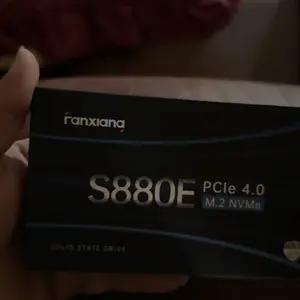 fanxiang
S880E PCIe 4.0
M.2 NVMe
SOLID STATE DRIVE